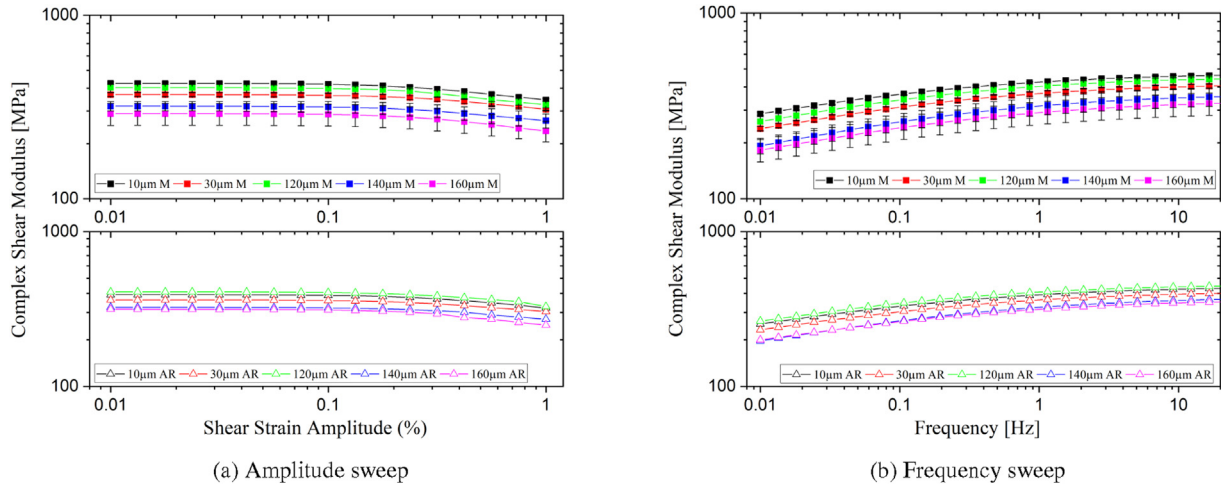 1000
100
0.01 0.1 1
10μm M 30μm M 120μm M 140μm M 160μm M
1000
100
10μm AR 30μm AR 120μm AR 140μm AR 160μm AR
0.01 0.1 1
Complex Shear Modulus [MPa]
Shear Strain Amplitude (%)
(a) Amplitude sweep
1000
100
10μm M 30μm M 120μm M 140μm M 160μm M
0.01 0.1 1 10
1000
100
10μm AR 30μm AR 120μm AR 140μm AR 160μm AR
0.01 0.1 1 10
Complex Shear Modulus [MPa]
Frequency [Hz]
(b) Frequency sweep